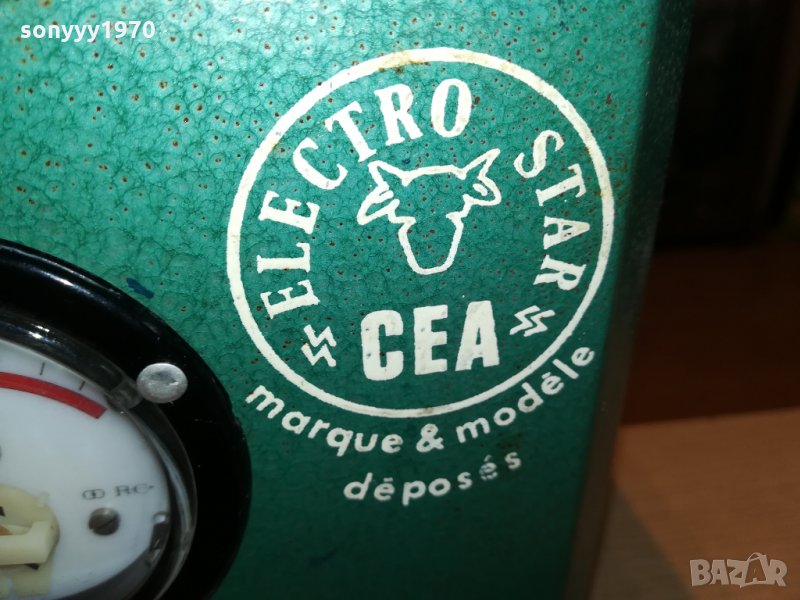 sonyyy1970
ELECTRO STAR
CEA
marque & modèle
déposés
BAZAR